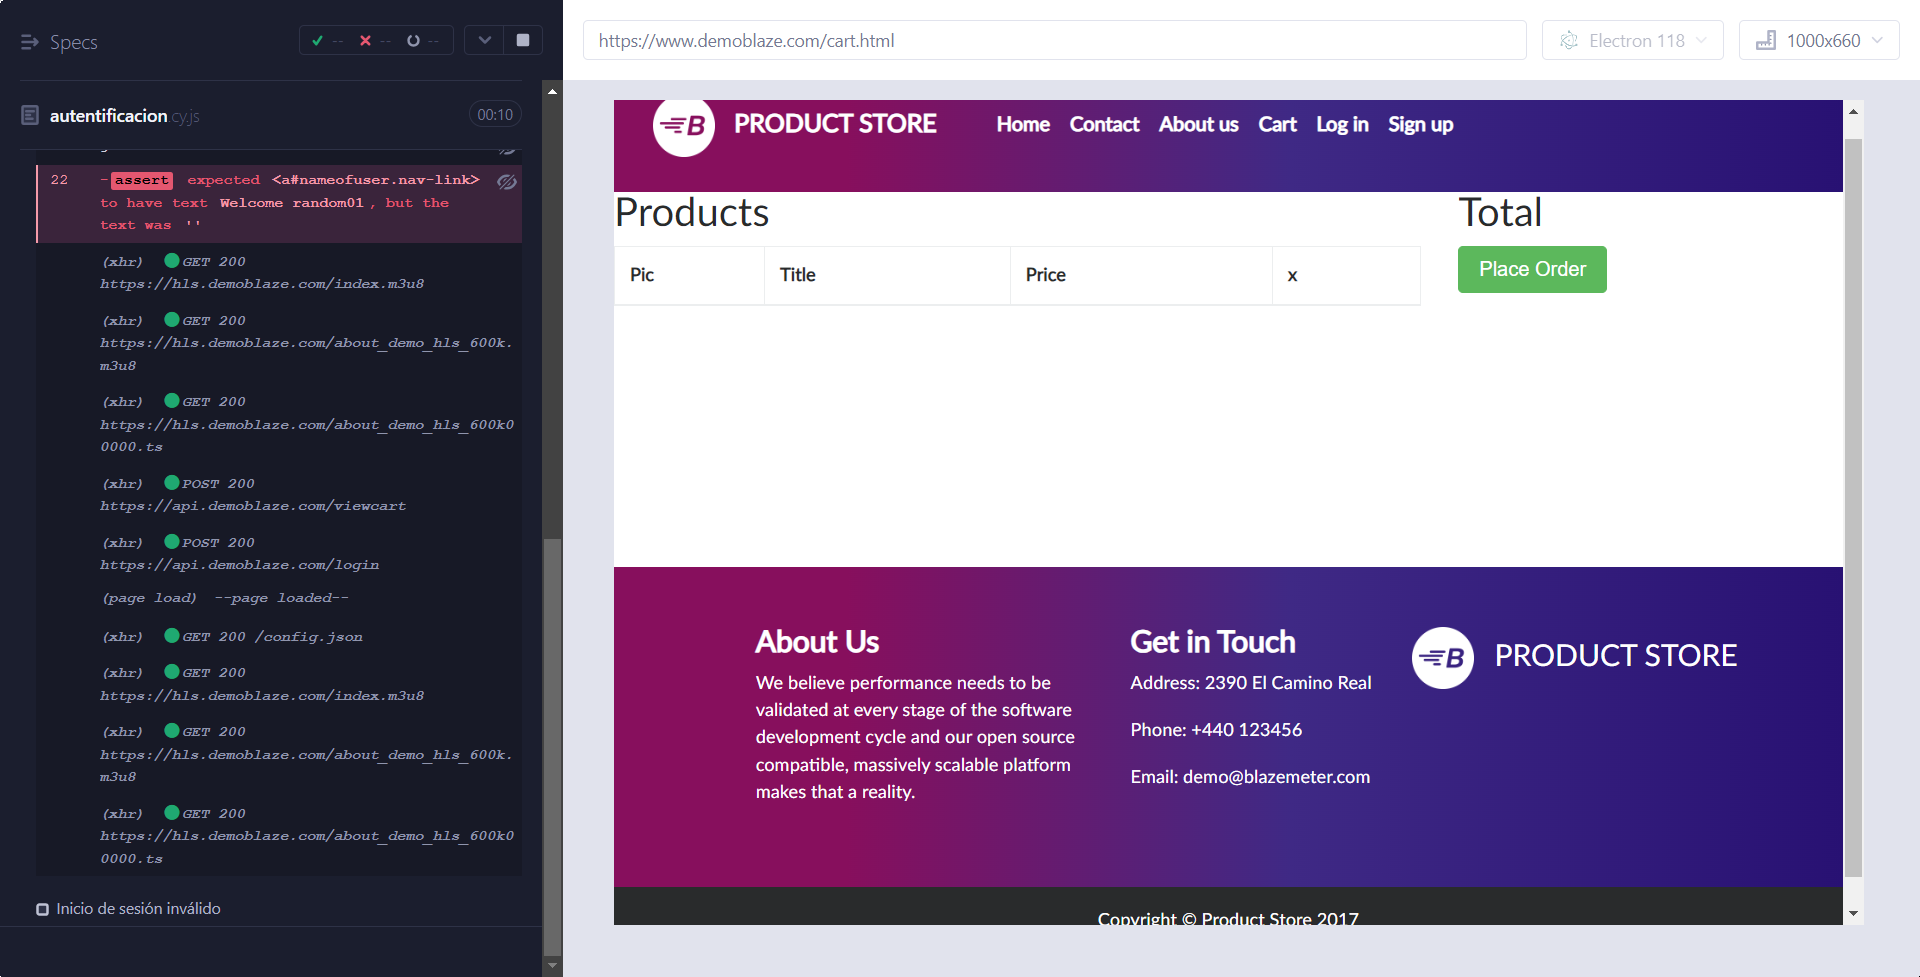 Specs
-- -- --
autentificacion.cy.js 00:10
22 -assert expected <a#nameofuser.nav-link>
to have text Welcome random01, but the
text was ''
(xhr) GET 200
https://hls.demoblaze.com/index.m3u8
(xhr) GET 200
https://hls.demoblaze.com/about_demo_hls_600k.
m3u8
(xhr) GET 200
https://hls.demoblaze.com/about_demo_hls_600k0
0000.ts
(xhr) POST 200
https://api.demoblaze.com/viewcart
(xhr) POST 200
https://api.demoblaze.com/login
(page load) --page loaded--
(xhr) GET 200 /config.json
(xhr) GET 200
https://hls.demoblaze.com/index.m3u8
(xhr) GET 200
https://hls.demoblaze.com/about_demo_hls_600k.
m3u8
(xhr) GET 200
https://hls.demoblaze.com/about_demo_hls_600k0
0000.ts
Inicio de sesión inválido
https://www.demoblaze.com/cart.html
Electron 118
1000x660
B PRODUCT STORE Home Contact About us Cart Log in Sign up
Products
Pic Title Price x
Total
Place Order
About Us
We believe performance needs to be
validated at every stage of the software
development cycle and our open source
compatible, massively scalable platform
makes that a reality.
Get in Touch
Address: 2390 El Camino Real
Phone: +440 123456
Email: demo@blazemeter.com
B PRODUCT STORE
Copyright © Product Store 2017